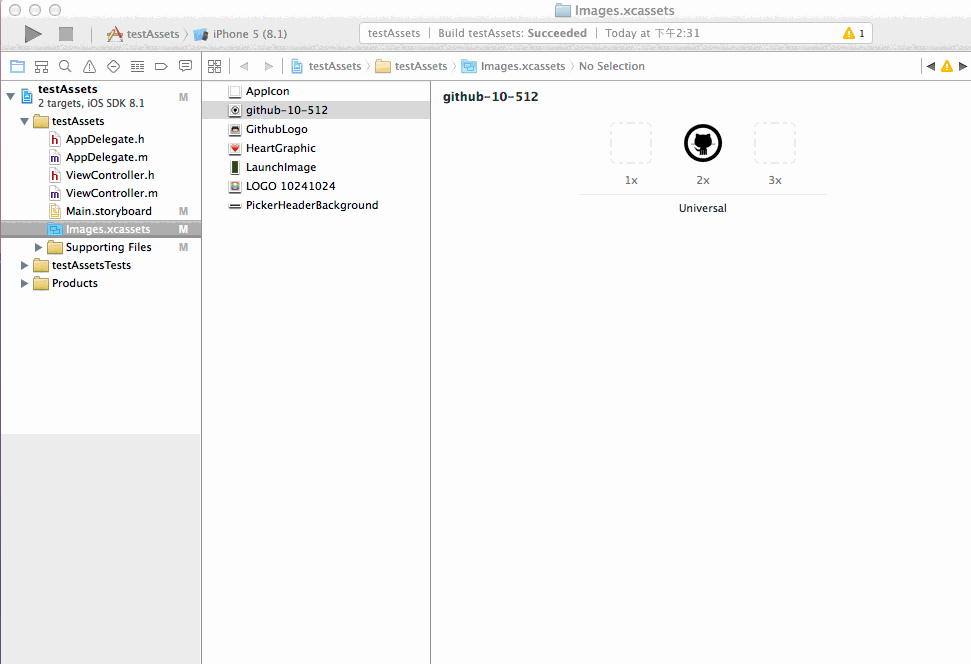 Images.xcassets
testAssets 〉 iPhone 5 (8.1)
testAssets | Build testAssets: Succeeded | Today at 下午2:31
1
testAssets 〉 testAssets 〉 Images.xcassets 〉 No Selection
testAssets
2 targets, iOS SDK 8.1
M
testAssets
h AppDelegate.h
m AppDelegate.m
h ViewController.h
m ViewController.m
Main.storyboard M
Images.xcassets M
Supporting Files M
testAssetsTests
Products
AppIcon
github-10-512
GithubLogo
HeartGraphic
LaunchImage
LOGO 10241024
PickerHeaderBackground
github-10-512
1x 2x 3x
Universal